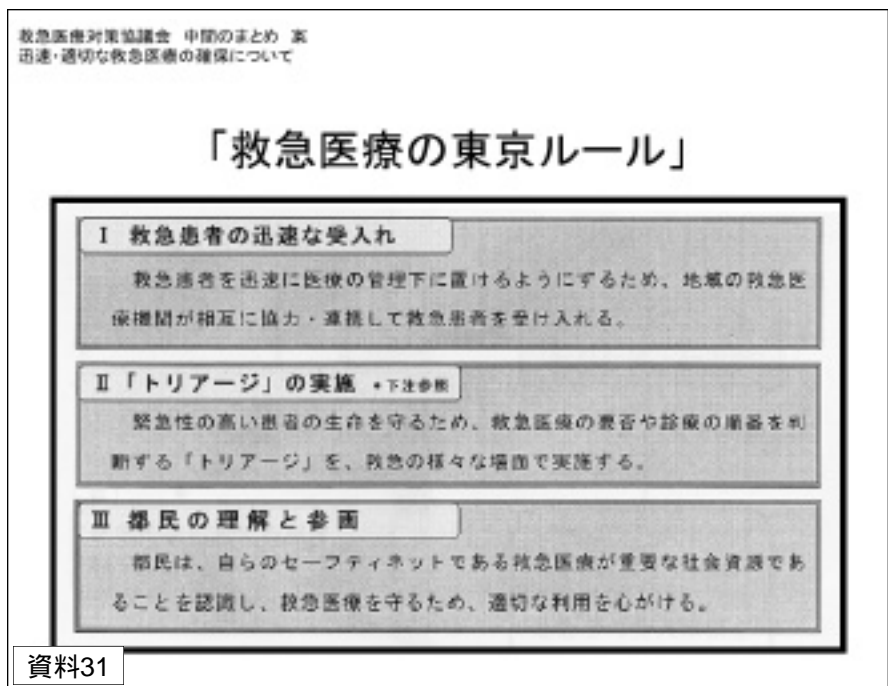 救急医療対策協議会 中間のまとめ 案
迅速・適切な救急医療の確保について
「救急医療の東京ルール」
Ⅰ 救急患者の迅速な受入れ
救急患者を迅速に医療の管理下に置けるようにするため、地域の救急医
療機関が相互に協力・連携して救急患者を受け入れる。
Ⅱ 「トリアージ」の実施 *下注参照
緊急性の高い患者の生命を守るため、救急医療の要否や診療の順番を判
断する「トリアージ」を、救急の様々な場面で実施する。
Ⅲ 都民の理解と参画
都民は、自らのセーフティネットである救急医療が重要な社会資源であ
ることを認識し、救急医療を守るため、適切な利用を心がける。
資料31